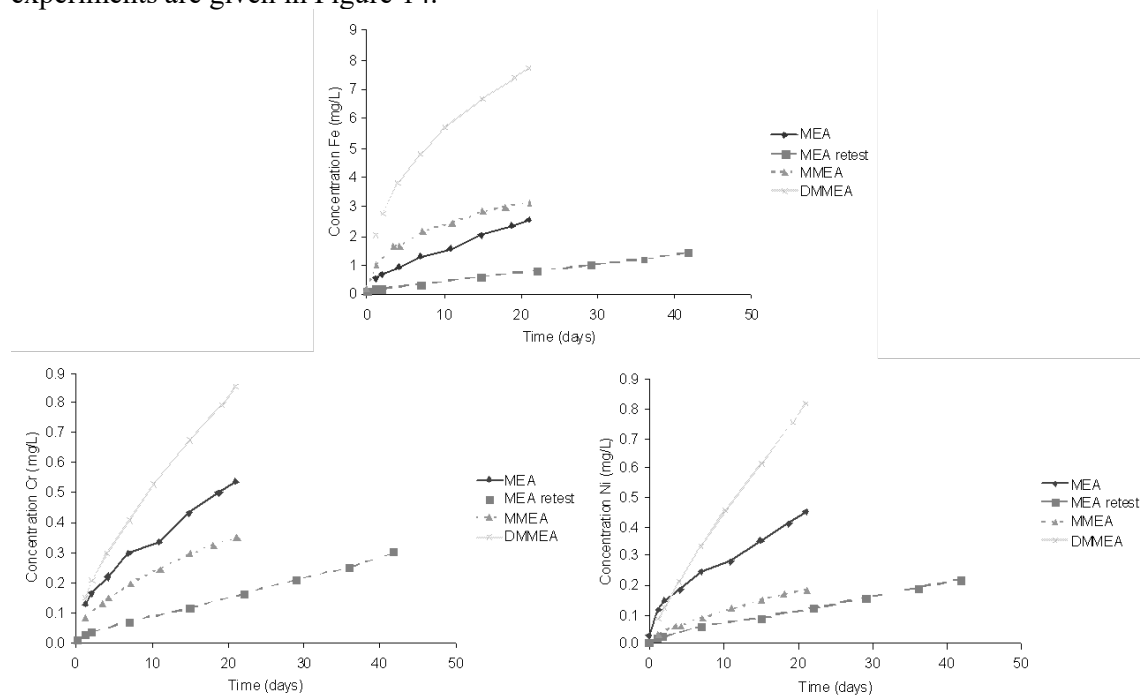 experiments are given in Figure 14.
Concentration Fe (mg/L)
9
8
7
6
5
4
3
2
1
0
0 10 20 30 40 50
Time (days)
MEA
MEA retest
MMEA
DMMEA
Concentration Cr (mg/L)
0.9
0.8
0.7
0.6
0.5
0.4
0.3
0.2
0.1
0.0
0 10 20 30 40 50
Time (days)
MEA
MEA retest
MMEA
DMMEA
Concentration Ni (mg/L)
0.9
0.8
0.7
0.6
0.5
0.4
0.3
0.2
0.1
0.0
0 10 20 30 40 50
Time (days)
MEA
MEA retest
MMEA
DMMEA